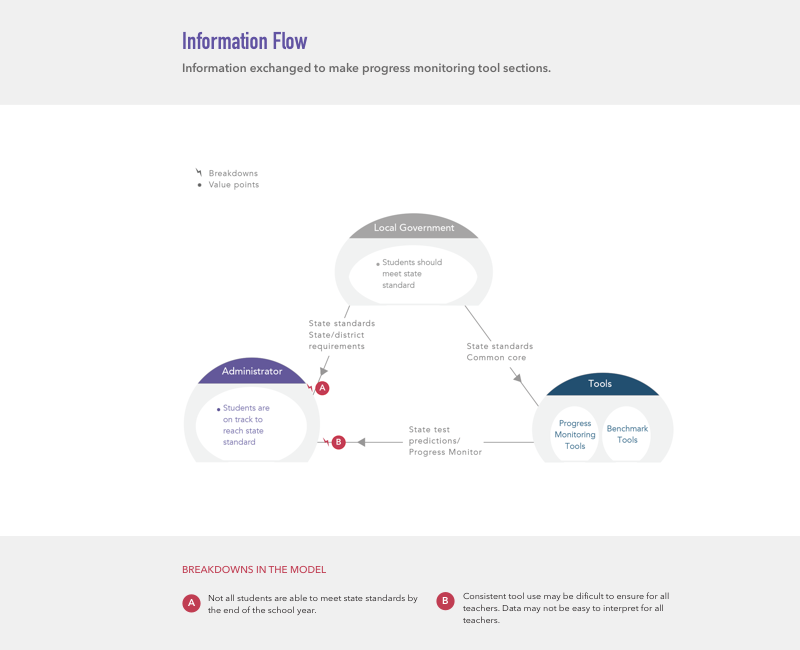 Information Flow
Information exchanged to make progress monitoring tool sections.
Breakdowns
Value points
Local Government
• Students should
meet state
standard
State standards
State/district
requirements
State standards
Common core
Administrator
A
• Students are
on track to
reach state
standard
Tools
Progress
Monitoring
Tools
Benchmark
Tools
B
State test
predictions/
Progress Monitor
BREAKDOWNS IN THE MODEL
A
Not all students are able to meet state standards by
the end of the school year.
B
Consistent tool use may be dificult to ensure for all
teachers. Data may not be easy to interpret for all
teachers.